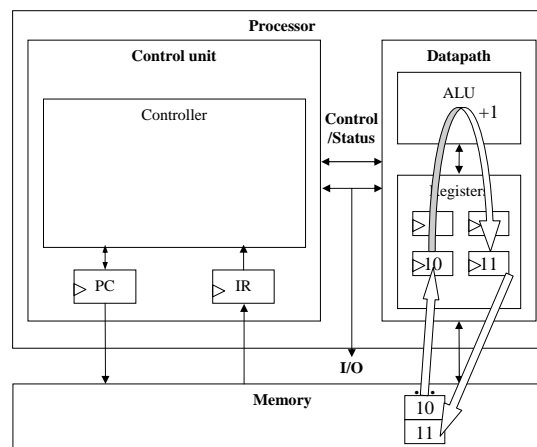 Processor
Control unit
Datapath
ALU
+1
Controller
Control
/Status
Registers
10
11
PC
IR
I/O
Memory
10
11